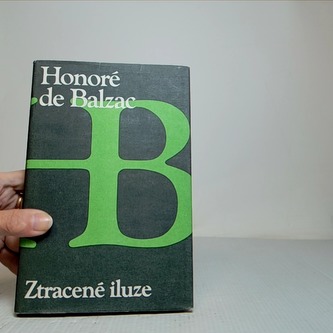 Honoré
de Balzac
B
Ztracené iluze